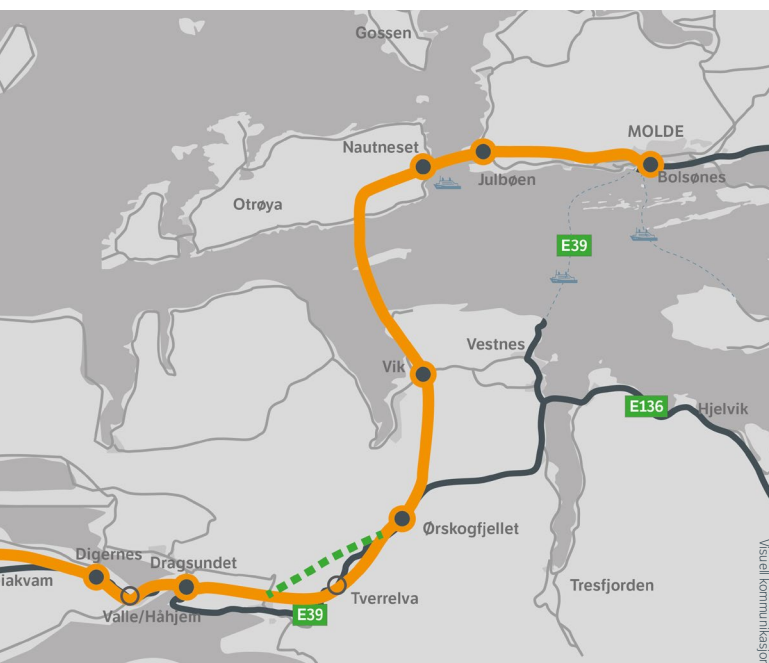 Gossen
MOLDE
Nautneset
Julbøen
Bolsønes
Otrøya
E39
Vestnes
Vik
E136
Hjelvik
Ørskogfjellet
Digernes
Dragsundet
iakvam
Tresfjorden
Tverrelva
Valle/Håhjem
E39
Visuell kommunikasjon